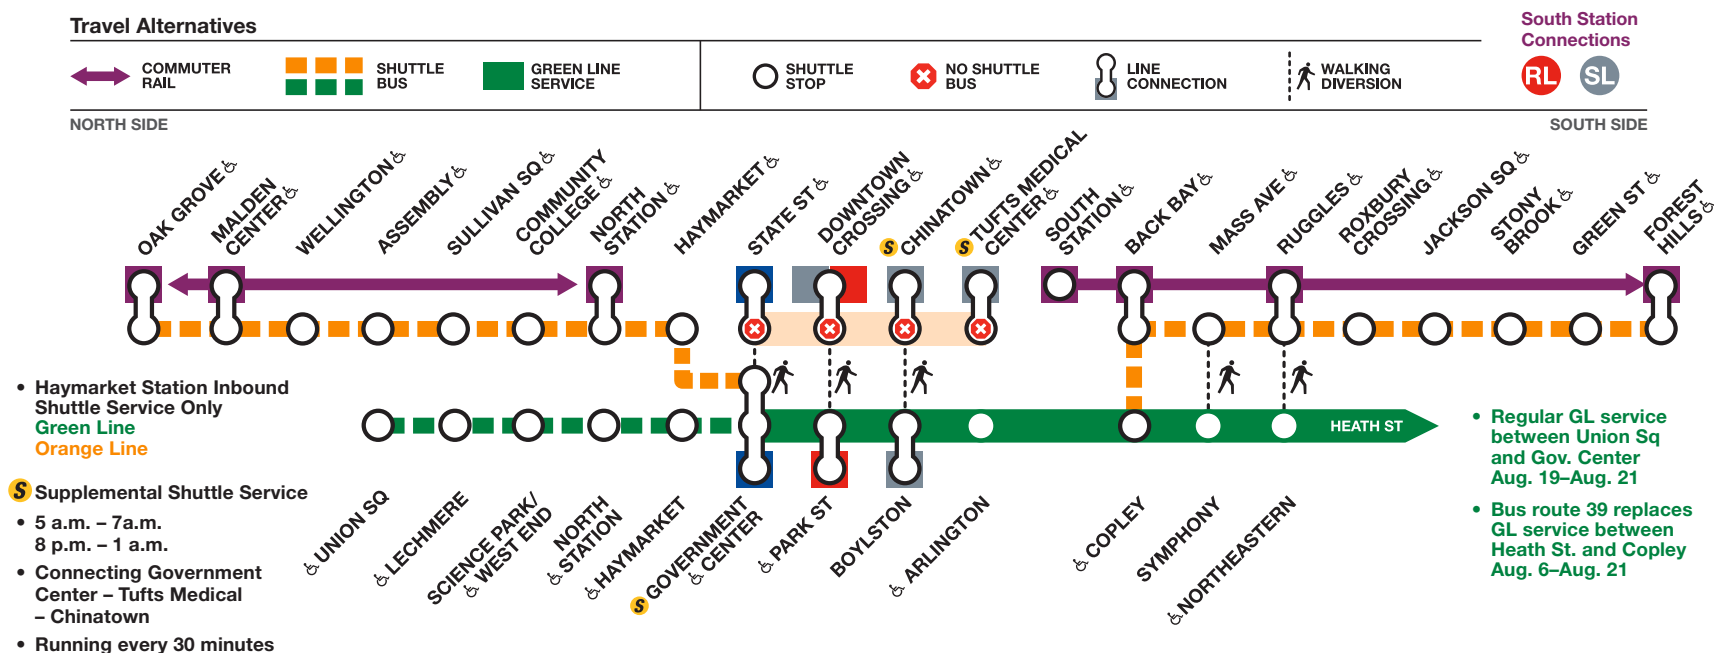 Travel Alternatives
South Station
Connections
COMMUTER
RAIL
SHUTTLE
BUS
GREEN LINE
SERVICE
SHUTTLE
STOP
NO SHUTTLE
BUS
LINE
CONNECTION
WALKING
DIVERSION
RL
SL
NORTH SIDE
SOUTH SIDE
OAK GROVE
MALDEN
CENTER
WELLINGTON
ASSEMBLY
SULLIVAN SQ
COMMUNITY
COLLEGE
NORTH
STATION
HAYMARKET
STATE ST
DOWNTOWN
CROSSING
S CHINATOWN
S TUFTS MEDICAL
CENTER
SOUTH
STATION
BACK BAY
MASS AVE
RUGGLES
ROXBURY
CROSSING
JACKSON SQ
STONY
BROOK
GREEN ST
FOREST
HILLS
• Haymarket Station Inbound
Shuttle Service Only
Green Line
Orange Line
S Supplemental Shuttle Service
• 5 a.m. – 7a.m.
8 p.m. – 1 a.m.
• Connecting Government
Center – Tufts Medical
– Chinatown
• Running every 30 minutes
HEATH ST
UNION SQ
LECHMERE
SCIENCE PARK/
WEST END
NORTH
STATION
HAYMARKET
S GOVERNMENT
CENTER
PARK ST
BOYLSTON
ARLINGTON
COPLEY
SYMPHONY
NORTHEASTERN
• Regular GL service
between Union Sq
and Gov. Center
Aug. 19–Aug. 21
• Bus route 39 replaces
GL service between
Heath St. and Copley
Aug. 6–Aug. 21